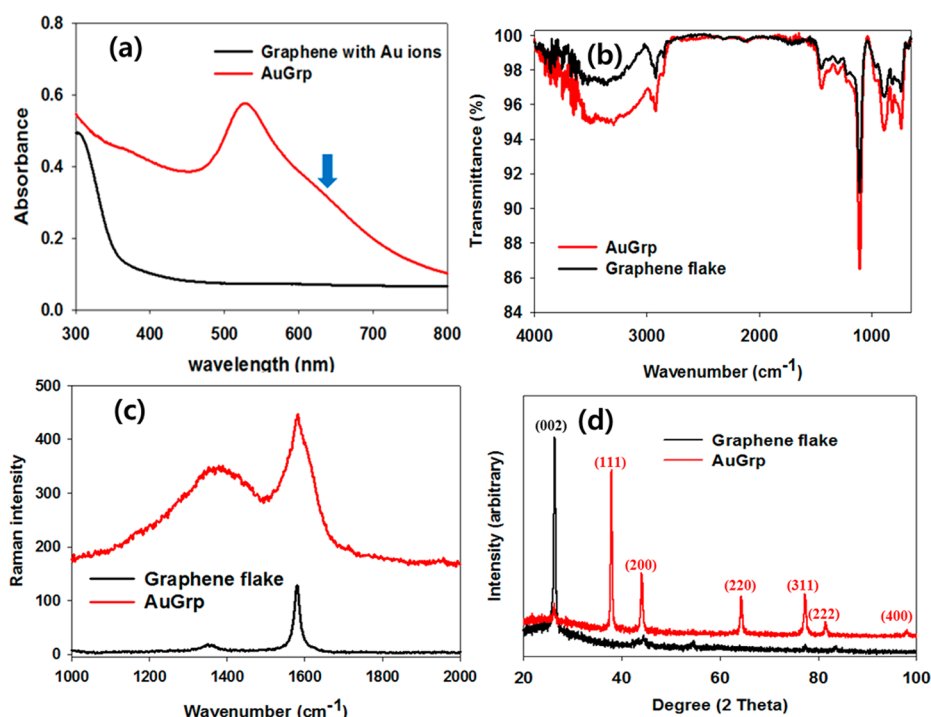 (a)
Graphene with Au ions
AuGrp
Absorbance
0.8
0.6
0.4
0.2
0.0
300 400 500 600 700 800
wavelength (nm)
(b)
AuGrp
Graphene flake
Transmittance (%)
100
98
96
94
92
90
88
86
84
4000 3000 2000 1000
Wavenumber (cm-1)
(c)
Graphene flake
AuGrp
Raman intensity
500
400
300
200
100
0
1000 1200 1400 1600 1800 2000
Wavenumber (cm-1)
(d)
Graphene flake
AuGrp
(002)
(111)
(200)
(220)
(311)
(222)
(400)
Intensity (arbitrary)
20 40 60 80 100
Degree (2 Theta)